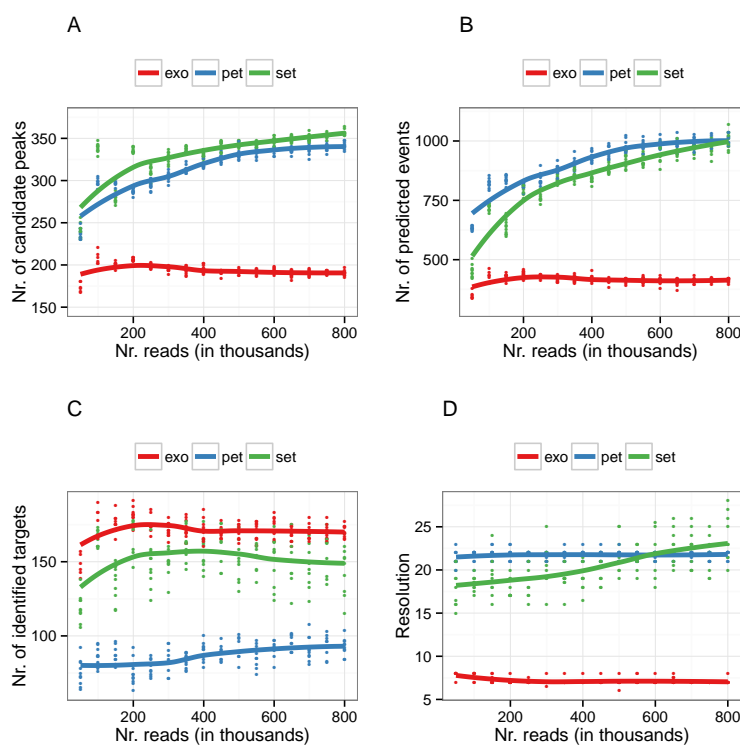 A
exo pet set
Nr. of candidate peaks
350
300
250
200
150
200 400 600 800
Nr. reads (in thousands)
B
exo pet set
Nr. of predicted events
1000
750
500
200 400 600 800
Nr. reads (in thousands)
C
exo pet set
Nr. of identified targets
150
100
200 400 600 800
Nr. reads (in thousands)
D
exo pet set
Resolution
25
20
15
10
5
200 400 600 800
Nr. reads (in thousands)